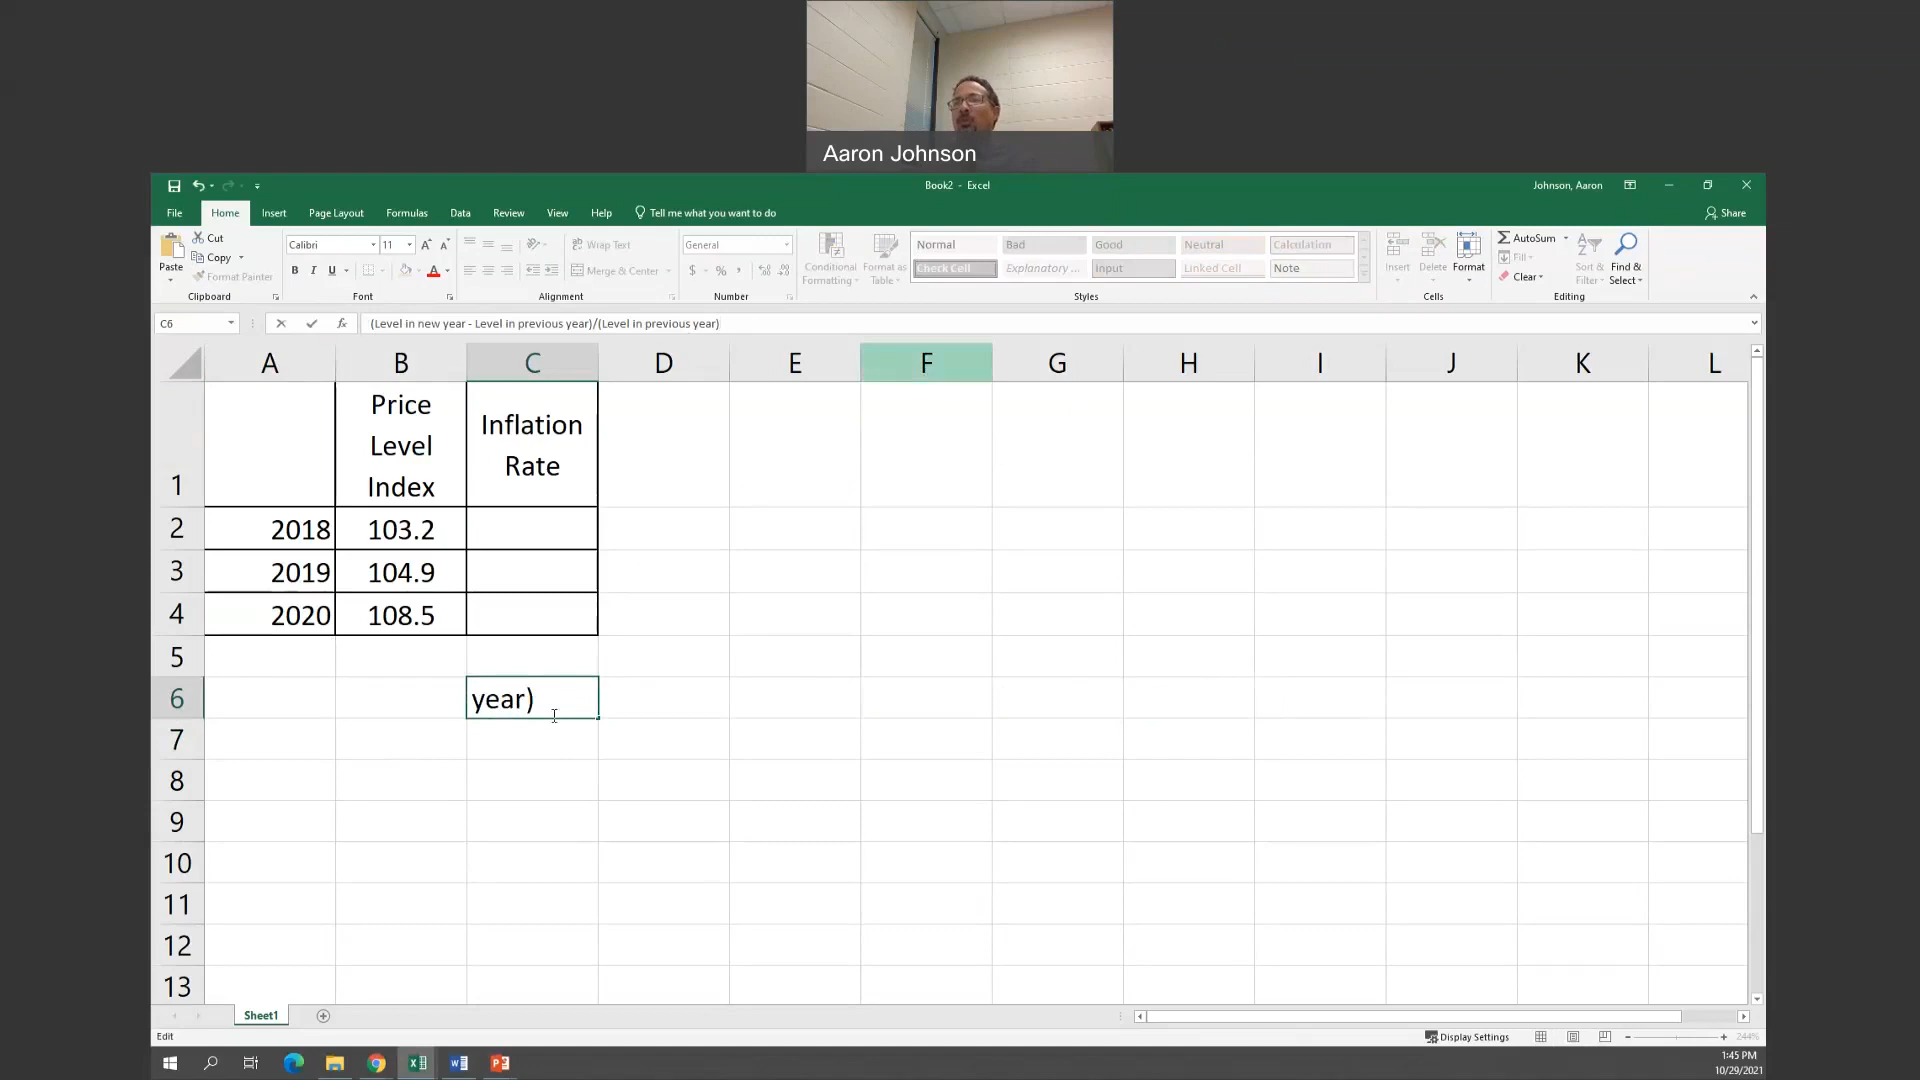 Aaron Johnson
Book2 - Excel
Johnson, Aaron
File Home Insert Page Layout Formulas Data Review View Help Tell me what you want to do
Share
Paste
Cut
Copy
Format Painter
Clipboard
Calibri 11
B I U
Font
Wrap Text
Merge & Center
Alignment
General
$ % ,
Number
Conditional Formatting
Format as Table
Normal Bad Good Neutral Calculation
Check Cell Explanatory ... Input Linked Cell Note
Styles
Insert Delete Format
Cells
AutoSum
Fill
Clear
Sort & Filter
Find & Select
Editing
C6
fx
(Level in new year - Level in previous year)/(Level in previous year)
A B C D E F G H I J K L
1
Price
Level
Index
Inflation
Rate
2 2018 103.2
3 2019 104.9
4 2020 108.5
5
6 year)
7
8
9
10
11
12
13
Sheet1
Edit
Display Settings
244%
1:45 PM
10/29/2021